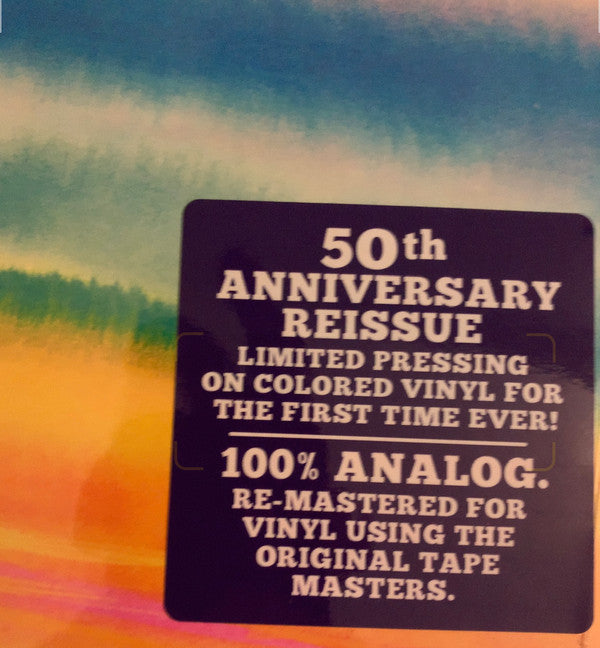 50th
ANNIVERSARY
REISSUE
LIMITED PRESSING
ON COLORED VINYL FOR
THE FIRST TIME EVER!
100% ANALOG.
RE-MASTERED FOR
VINYL USING THE
ORIGINAL TAPE
MASTERS.